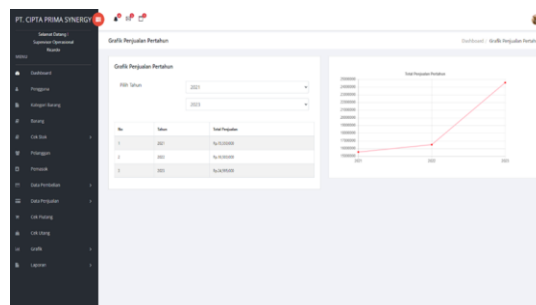 PT. CIPTA PRIMA SYNERGY
Selamat Datang :
Supervisor Operasional
Ricardo
MENU
Dashboard
Pengguna
Kategori Barang
Barang
Cek Stok
Pelanggan
Pemasok
Data Pembelian
Data Penjualan
Cek Piutang
Cek Utang
Grafik
Laporan
Grafik Penjualan Pertahun
Dashboard / Grafik Penjualan Pertahun
Grafik Penjualan Pertahun
Pilih Tahun
2021
2023
No Tahun Total Penjualan
1 2021
2 2022
3 2023
Total Penjualan Pertahun
2021 2022 2023